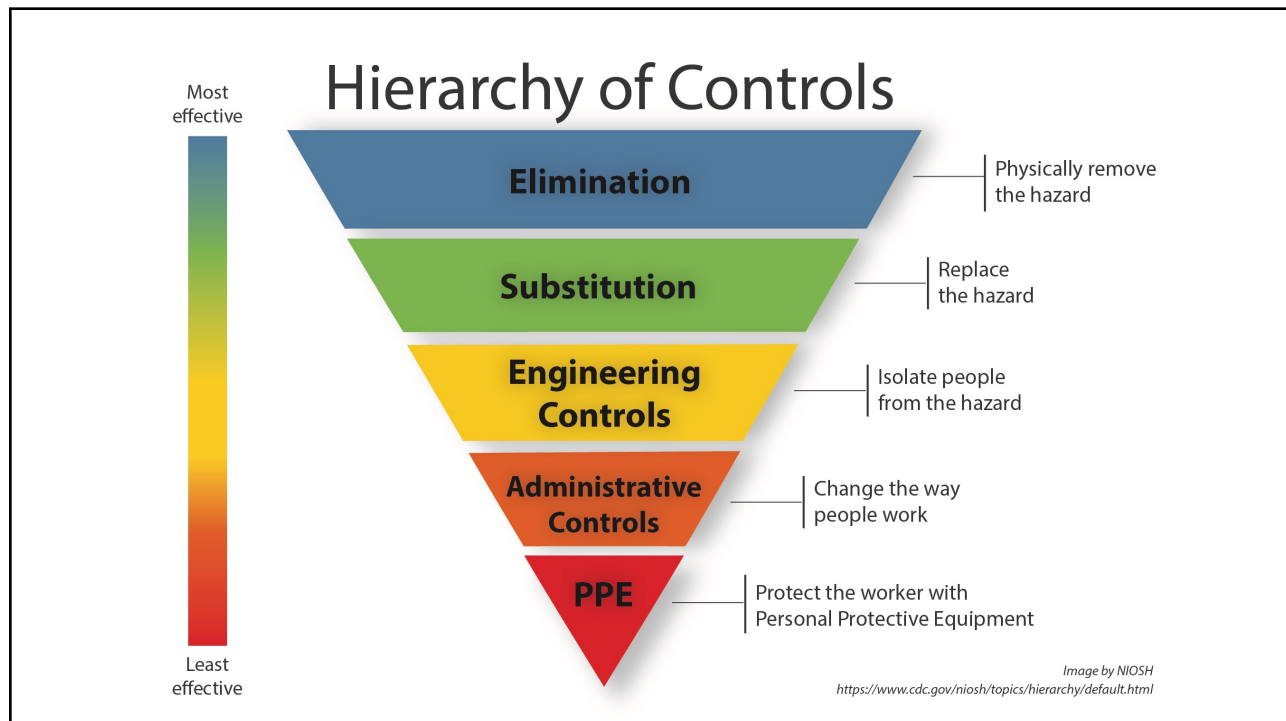 Hierarchy of Controls
Most
effective
Elimination
Physically remove
the hazard
Substitution
Replace
the hazard
Engineering
Controls
Isolate people
from the hazard
Administrative
Controls
Change the way
people work
PPE
Protect the worker with
Personal Protective Equipment
Least
effective
Image by NIOSH
https://www.cdc.gov/niosh/topics/hierarchy/default.html